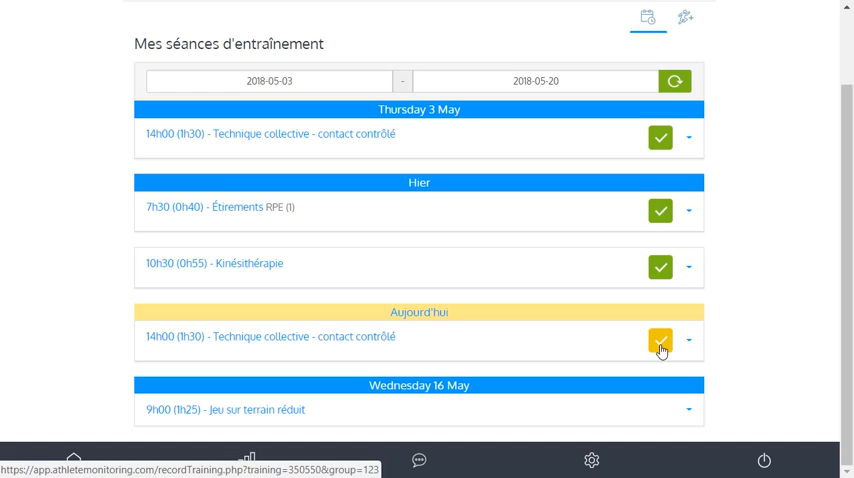 Mes séances d'entraînement
2018-05-03 - 2018-05-20
Thursday 3 May
14h00 (1h30) - Technique collective - contact contrôlé
Hier
7h30 (0h40) - Étirements RPE (1)
10h30 (0h55) - Kinésithérapie
Aujourd'hui
14h00 (1h30) - Technique collective - contact contrôlé
Wednesday 16 May
9h00 (1h25) - Jeu sur terrain réduit
https://app.athletemonitoring.com/recordTraining.php?training=350550&group=123